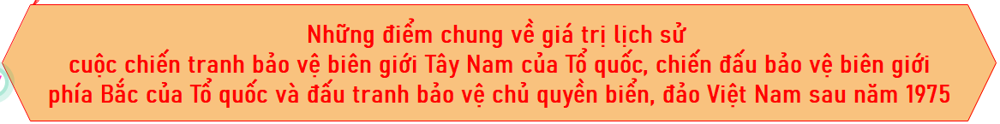 Những điểm chung về giá trị lịch sử
cuộc chiến tranh bảo vệ biên giới Tây Nam của Tổ quốc, chiến đấu bảo vệ biên giới
phía Bắc của Tổ quốc và đấu tranh bảo vệ chủ quyền biển, đảo Việt Nam sau năm 1975